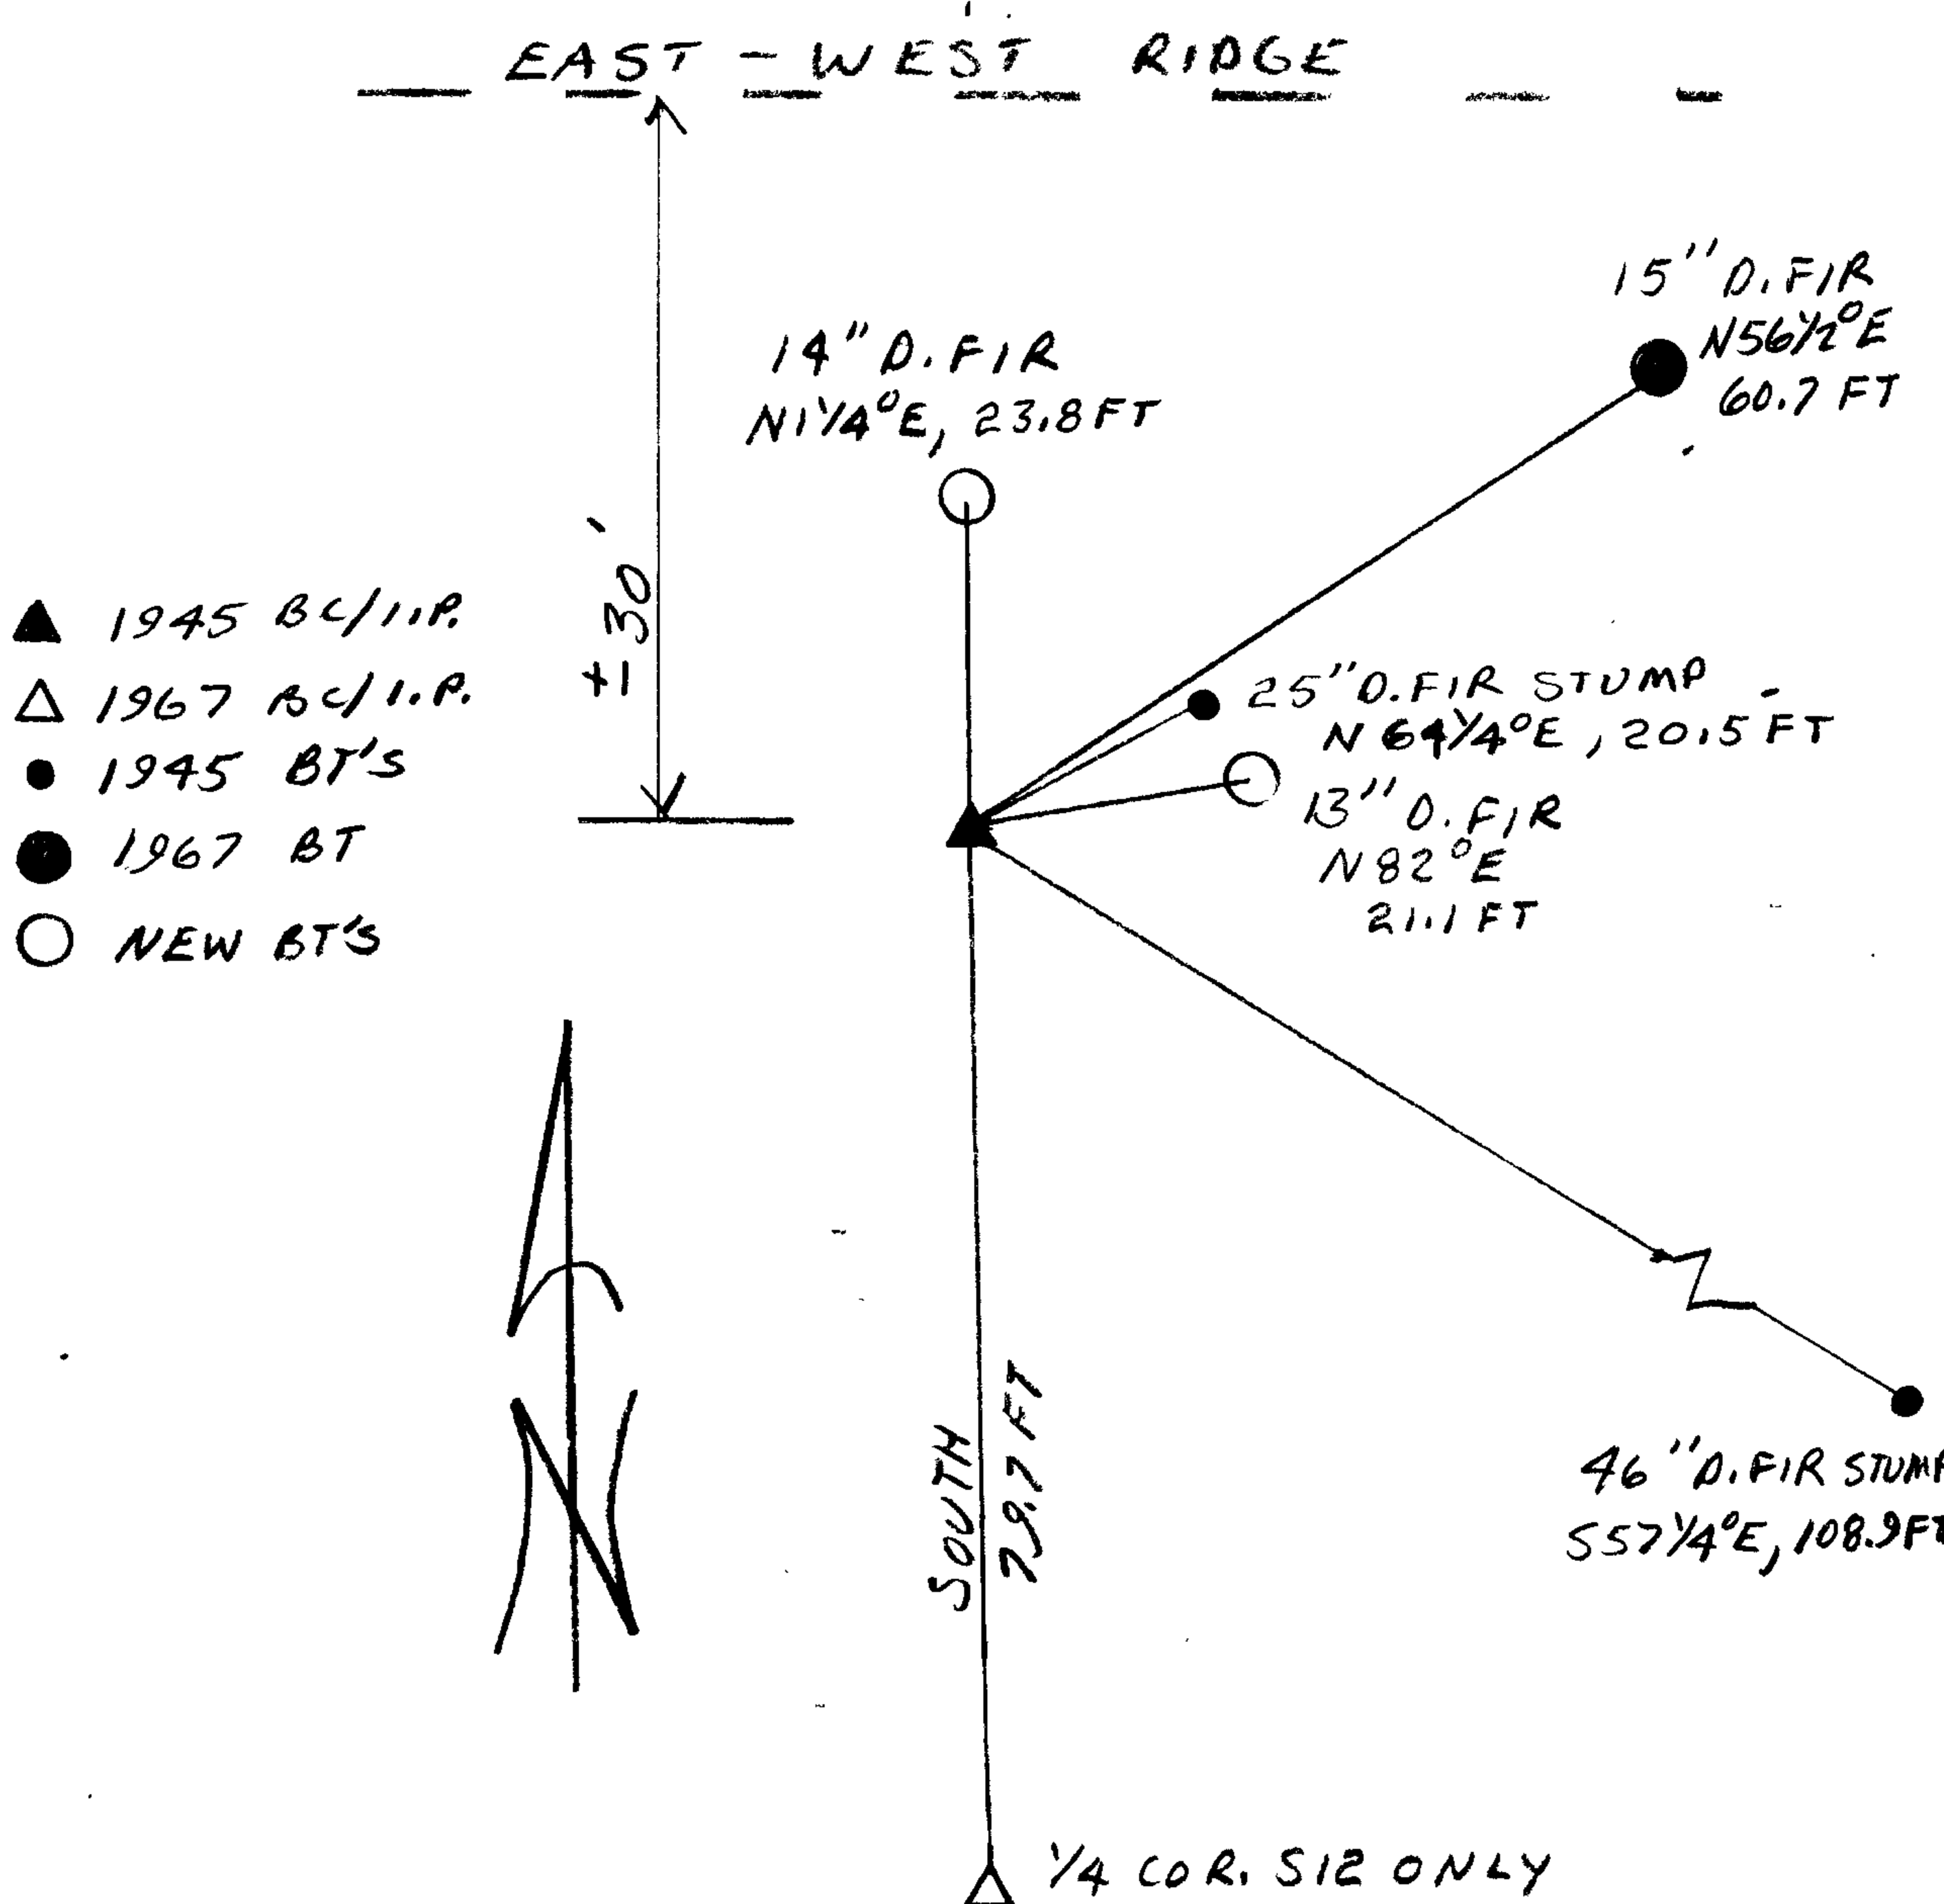 EAST - WEST RIDGE
15" D. FIR
N56½°E
60.7 FT
14" D. FIR
N1¼°E, 23.8 FT
± 30'
▲ 1945 BC/I.P.
△ 1967 BC/I.P.
● 1945 BT'S
● 1967 BT
○ NEW BT'S
25" D. FIR STUMP
N 64¼°E, 20.5 FT
13" D. FIR
N82°E
21.1 FT
N
SOUTH
79.7 FT
46" D. FIR STUMP
S57¼°E, 108.9 FT
¼ COR. S12 ONLY